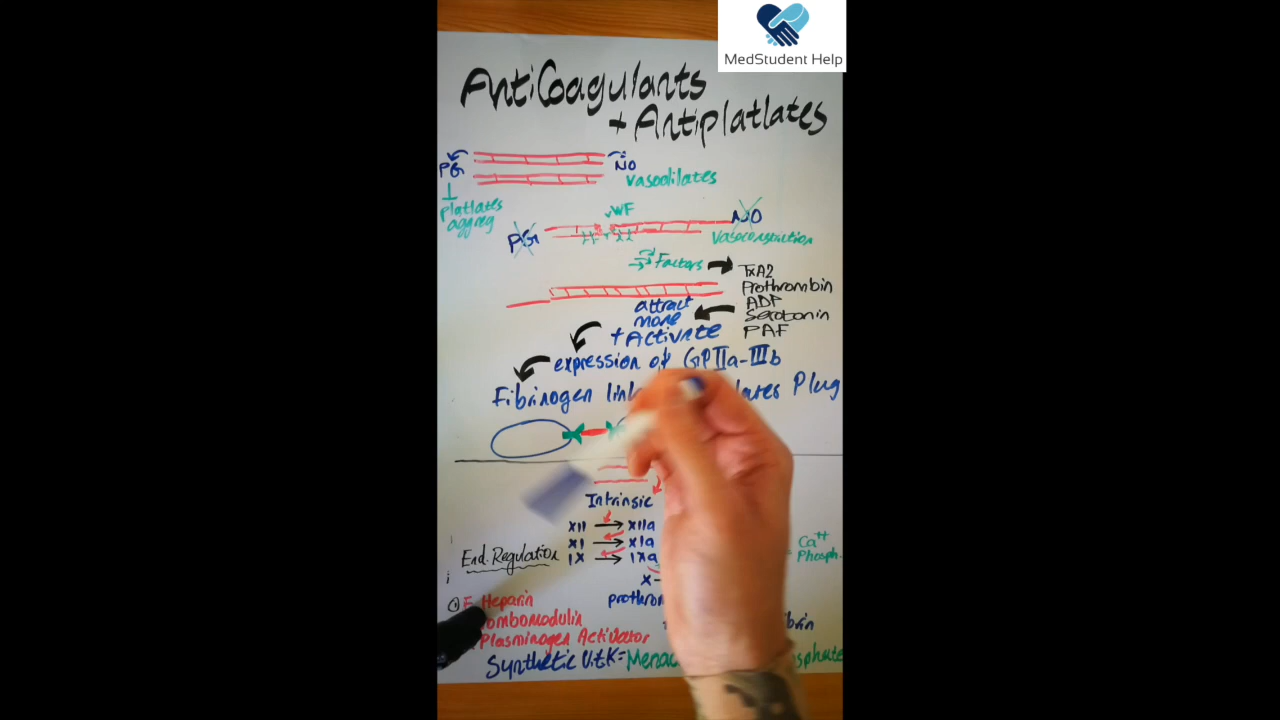 MedStudent Help
AntiCoagulants
+ Antiplatlates
PG
NO
Vasodilates
Platlates
aggreg
vWF
PG
NO
Vasoconstriction
Factors
TxA2
Prothrombin
ADP
Serotonin
PAF
attract
more
+ Activate
expression of GPIIa-IIIb
Fibrinogen
Plug
Intrinsic
XII → XIIa
XI → XIa
IX → IXa
X
Ca++
Phosph.
End. Regulation
① E. Heparin
Plasminogen Activator
Synthetic Vit K =